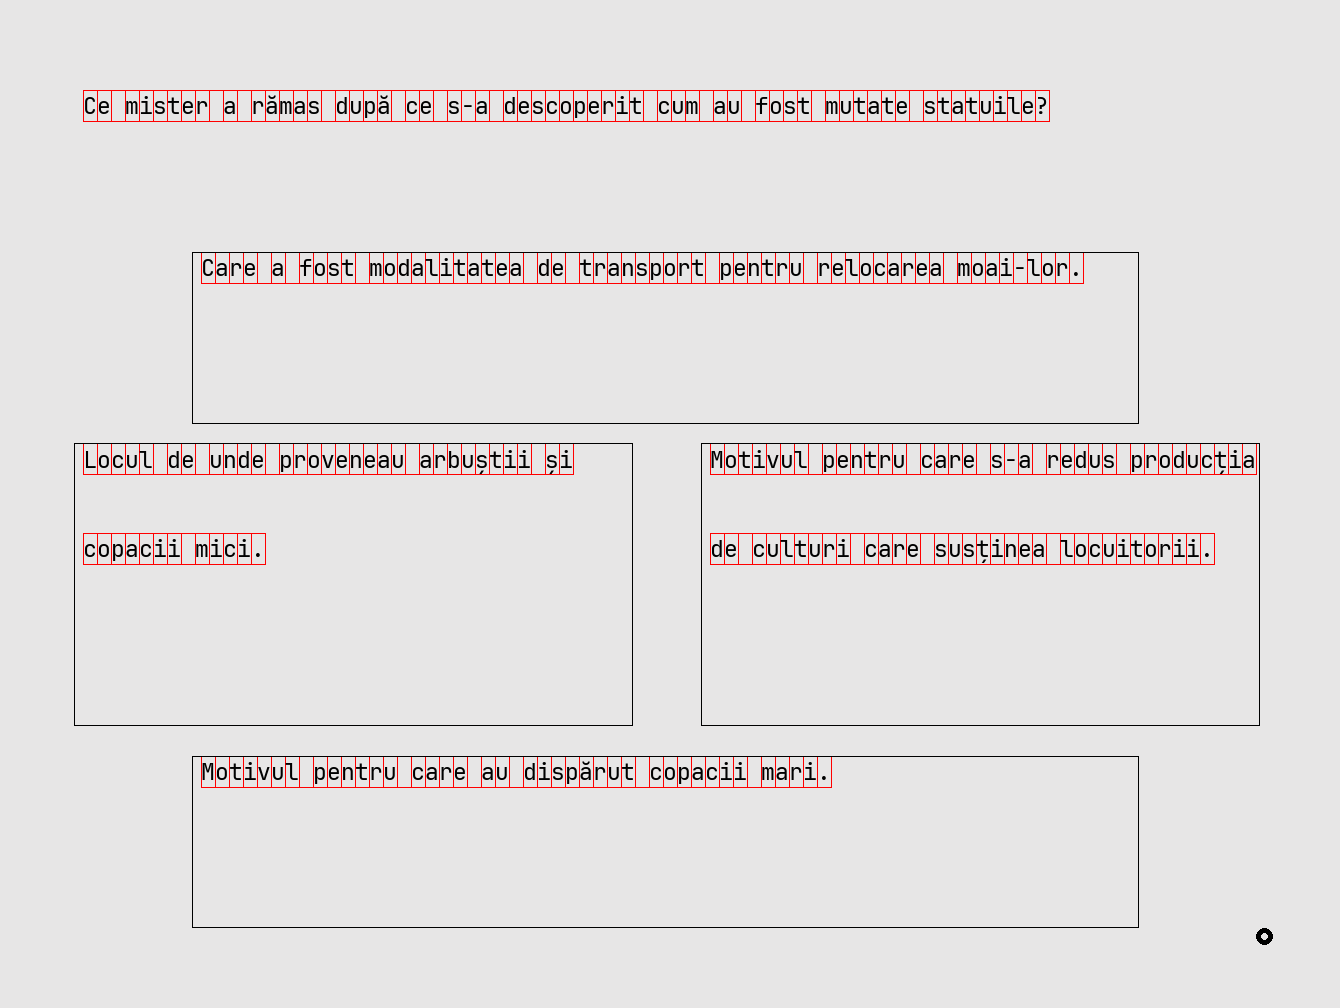 Ce mister a rămas după ce s-a descoperit cum au fost mutate statuile?
Care a fost modalitatea de transport pentru relocarea moai-lor.
Locul de unde proveneau arbuștii și
copacii mici.
Motivul pentru care s-a redus producția
de culturi care susținea locuitorii.
Motivul pentru care au dispărut copacii mari.